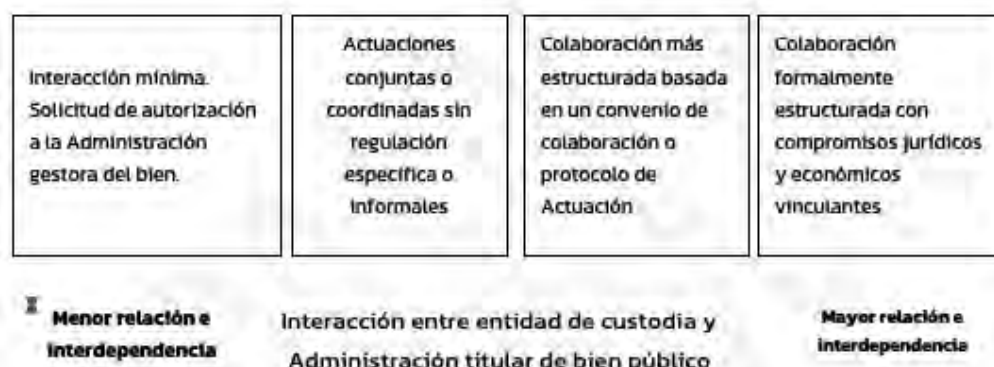 Interacción mínima.
Solicitud de autorización
a la Administración
gestora del bien.
Actuaciones
conjuntas o
coordinadas sin
regulación
específica o
informales
Colaboración más
estructurada basada
en un convenio de
colaboración o
protocolo de
Actuación
Colaboración
formalmente
estructurada con
compromisos jurídicos
y económicos
vinculantes
Menor relación e
interdependencia
Interacción entre entidad de custodia y
Administración titular de bien público
Mayor relación e
interdependencia